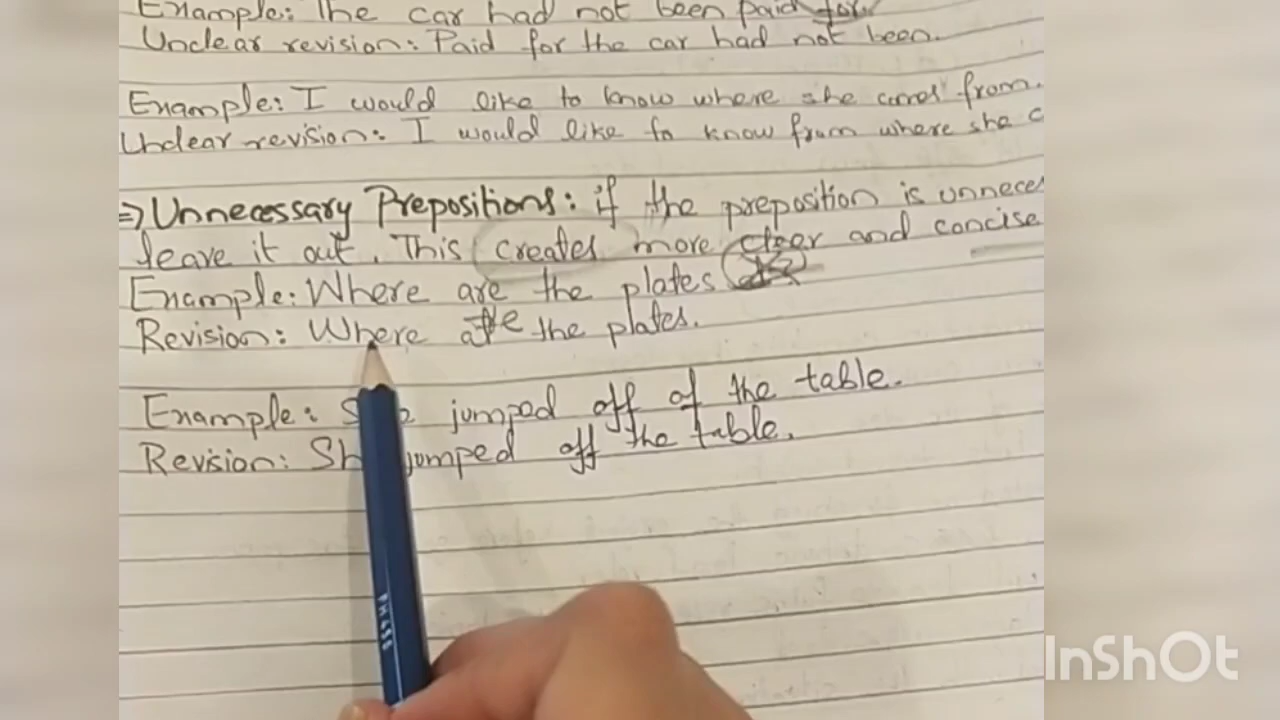 Example: The car had not been paid for.
Unclear revision: Paid for the car had not been.
Example: I would like to know where she comes from.
Unclear revision: I would like to know from where she c
=> Unnecessary Prepositions: if the preposition is unneces
leave it out. This creates more clear and concise
Example: Where are the plates
Revision: Where are the plates.
Example: She jumped off of the table.
Revision: She jumped off the table.
PHASE
InShOt